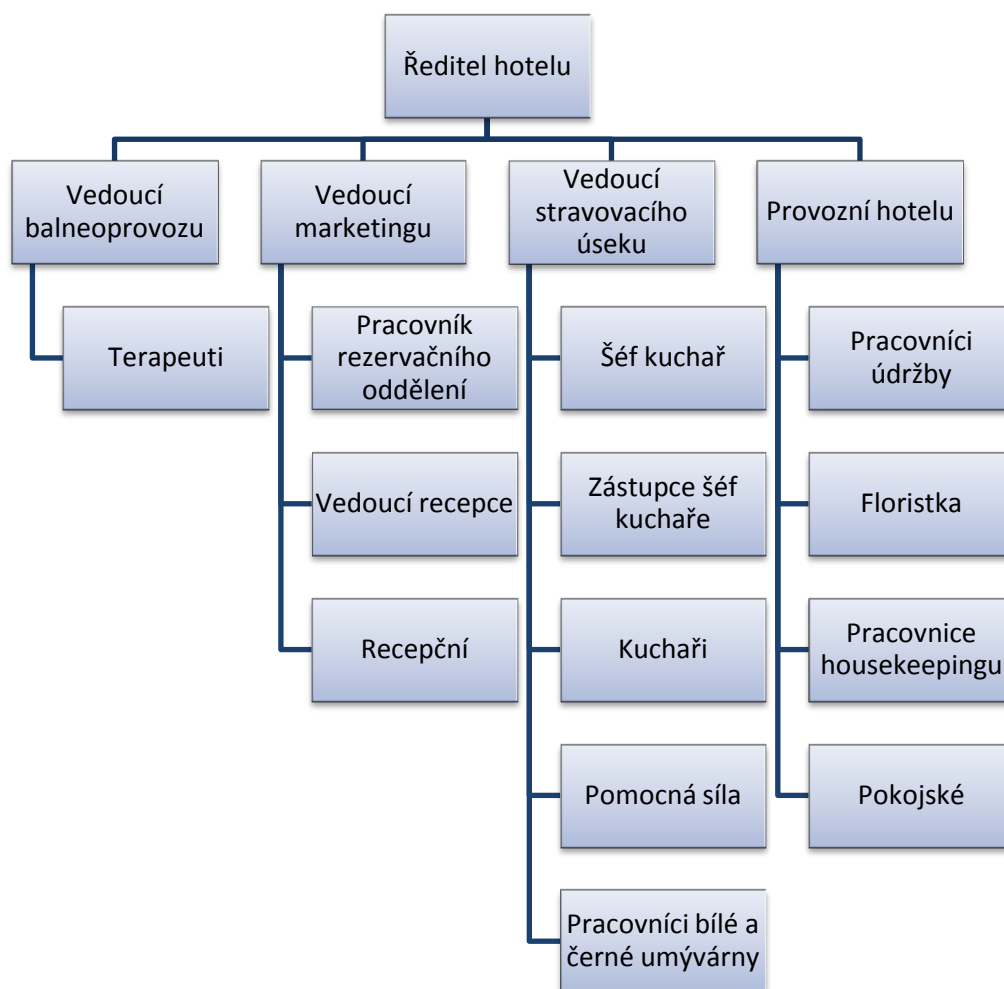 Ředitel hotelu
Vedoucí
balneoprovozu
Vedoucí
marketingu
Vedoucí
stravovacího
úseku
Provozní hotelu
Terapeuti
Pracovník
rezervačního
oddělení
Šéf kuchař
Pracovníci
údržby
Vedoucí recepce
Zástupce šéf
kuchaře
Floristka
Recepční
Kuchaři
Pracovnice
housekeepingu
Pomocná síla
Pokojské
Pracovníci bílé a
černé umývárny